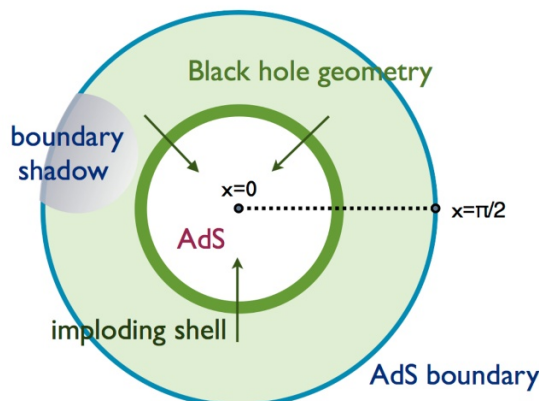 Black hole geometry
boundary
shadow
x=0
x=π/2
AdS
imploding shell
AdS boundary